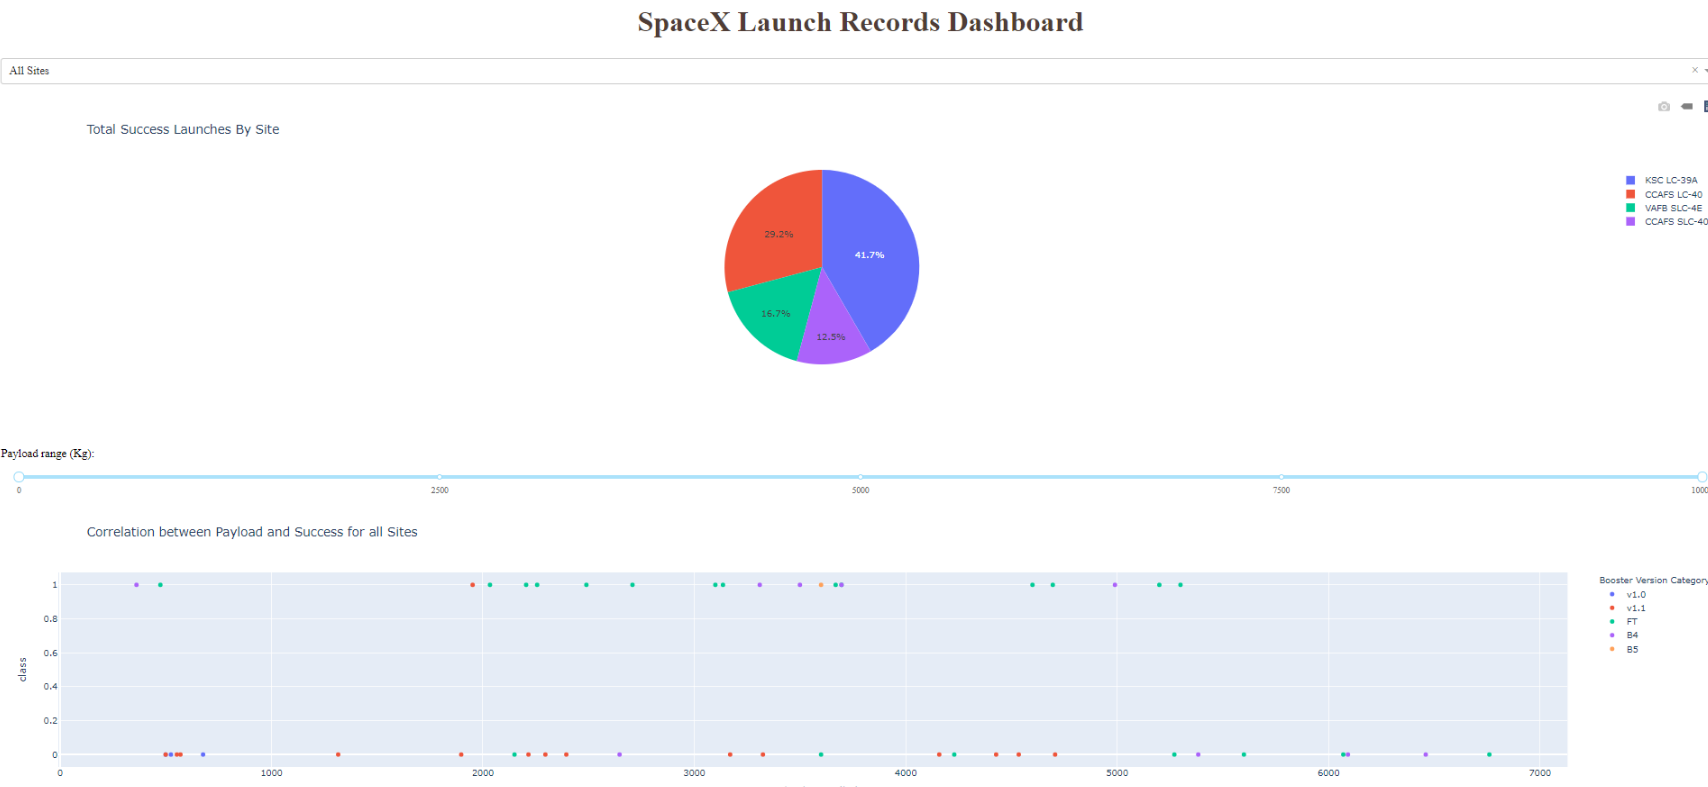 SpaceX Launch Records Dashboard
All Sites
Total Success Launches By Site
KSC LC-39A
CCAFS LC-40
VAFB SLC-4E
CCAFS SLC-40
29.2%
41.7%
16.7%
12.5%
Payload range (Kg):
0 2500 5000 7500 1000
Correlation between Payload and Success for all Sites
Booster Version Category
v1.0
v1.1
FT
B4
B5
class
1
0.8
0.6
0.4
0.2
0
0 1000 2000 3000 4000 5000 6000 7000